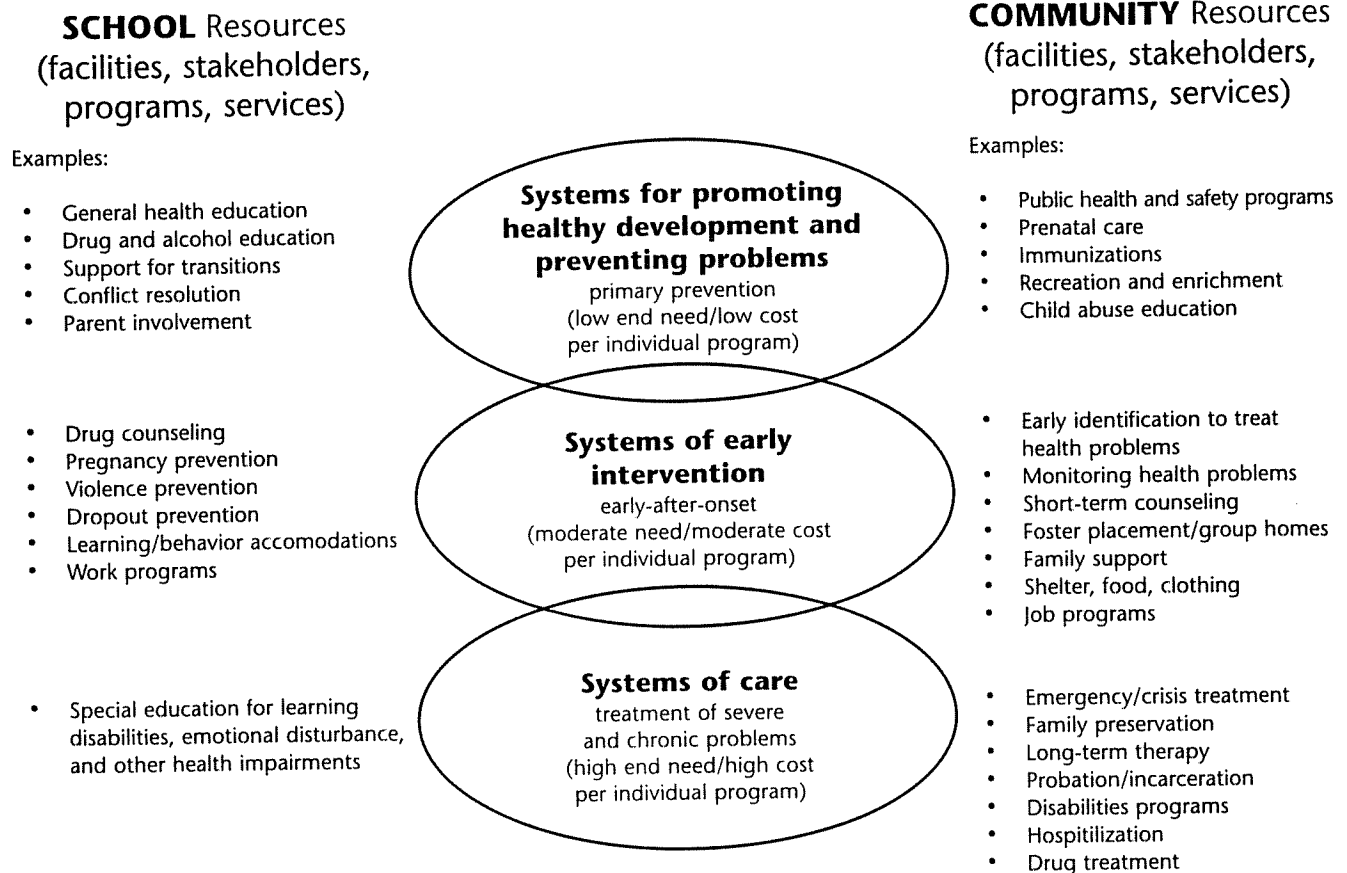 SCHOOL Resources
(facilities, stakeholders,
programs, services)
Examples:
• General health education
• Drug and alcohol education
• Support for transitions
• Conflict resolution
• Parent involvement
• Drug counseling
• Pregnancy prevention
• Violence prevention
• Dropout prevention
• Learning/behavior accomodations
• Work programs
• Special education for learning
disabilities, emotional disturbance,
and other health impairments
Systems for promoting
healthy development and
preventing problems
primary prevention
(low end need/low cost
per individual program)
Systems of early
intervention
early-after-onset
(moderate need/moderate cost
per individual program)
Systems of care
treatment of severe
and chronic problems
(high end need/high cost
per individual program)
COMMUNITY Resources
(facilities, stakeholders,
programs, services)
Examples:
• Public health and safety programs
• Prenatal care
• Immunizations
• Recreation and enrichment
• Child abuse education
• Early identification to treat
health problems
• Monitoring health problems
• Short-term counseling
• Foster placement/group homes
• Family support
• Shelter, food, clothing
• Job programs
• Emergency/crisis treatment
• Family preservation
• Long-term therapy
• Probation/incarceration
• Disabilities programs
• Hospitilization
• Drug treatment